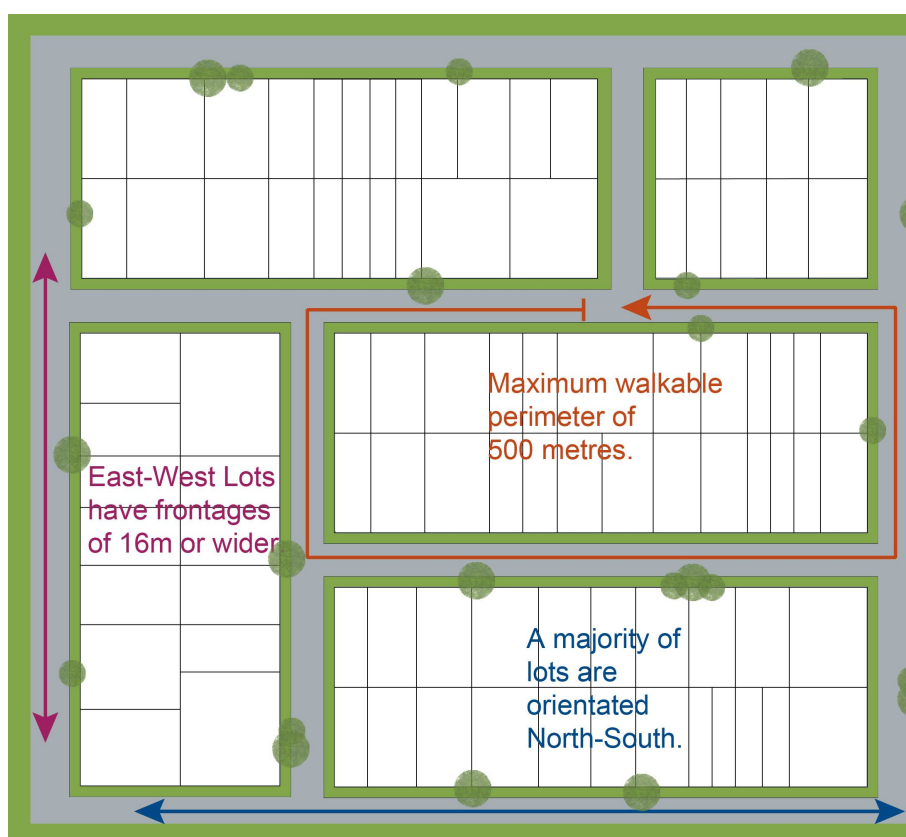 Maximum walkable
perimeter of
500 metres.
East-West Lots
have frontages
of 16m or wider.
A majority of
lots are
orientated
North-South.